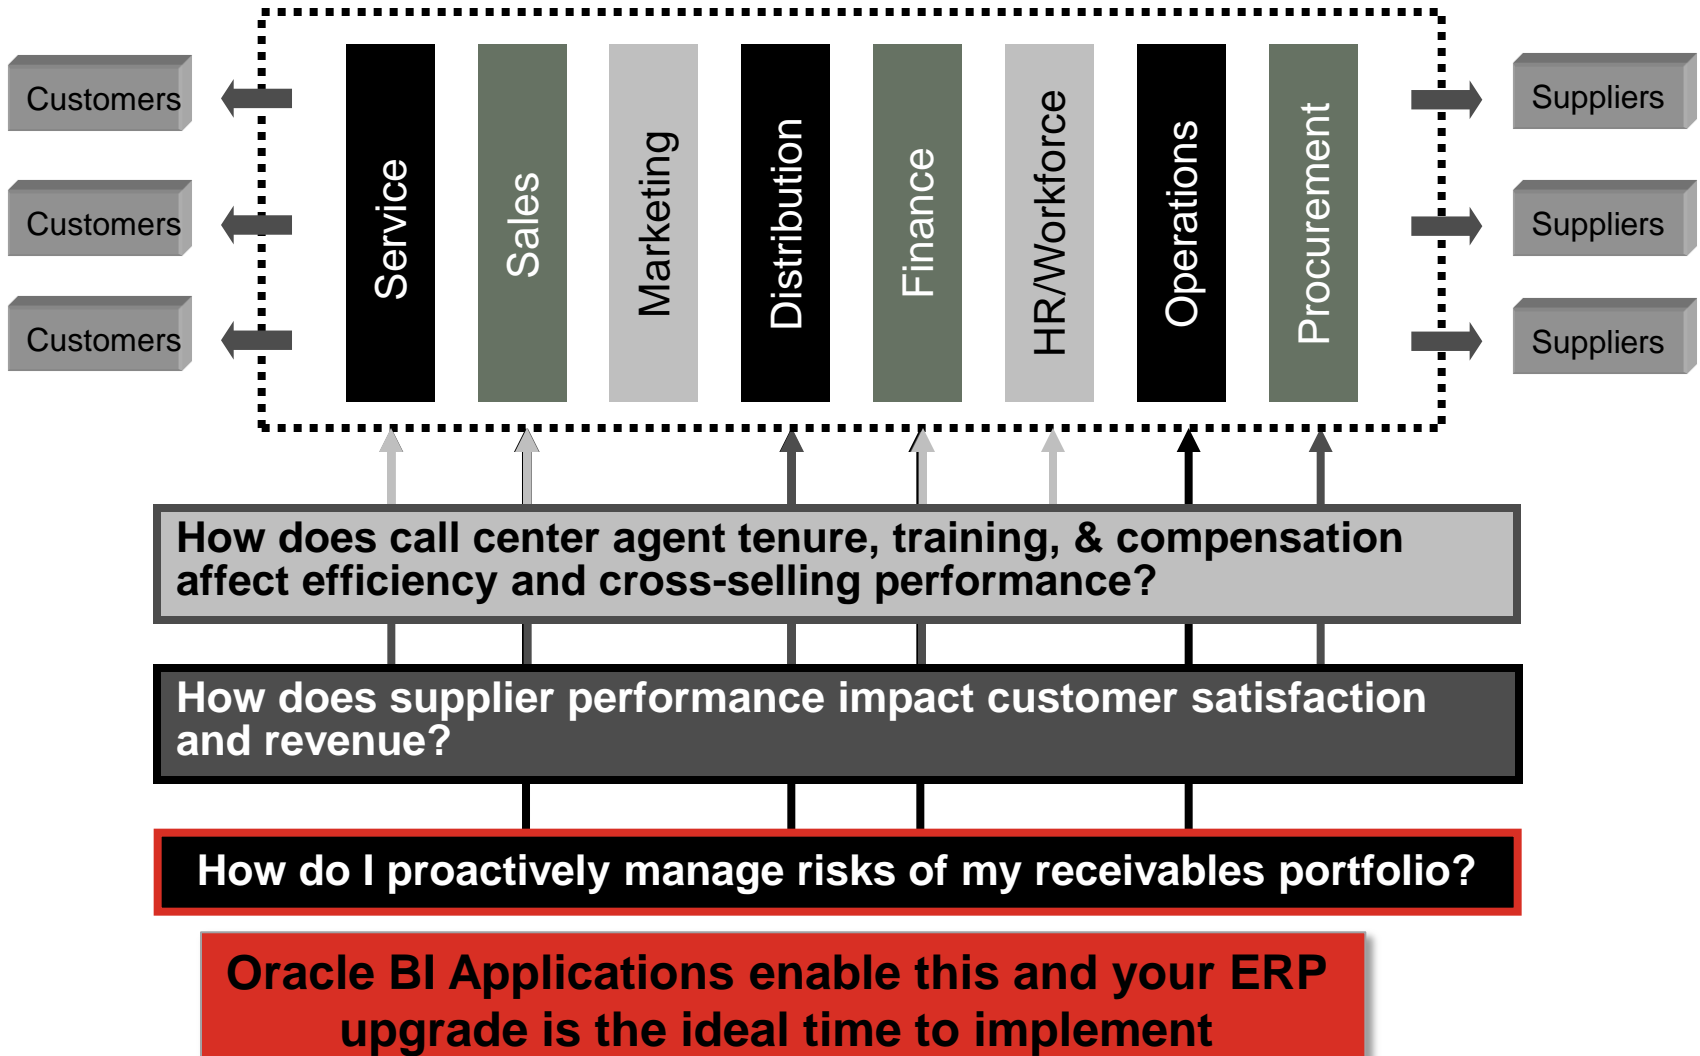 Customers
Customers
Customers
Service
Sales
Marketing
Distribution
Finance
HR/Workforce
Operations
Procurement
Suppliers
Suppliers
Suppliers
How does call center agent tenure, training, & compensation
affect efficiency and cross-selling performance?
How does supplier performance impact customer satisfaction
and revenue?
How do I proactively manage risks of my receivables portfolio?
Oracle BI Applications enable this and your ERP
upgrade is the ideal time to implement